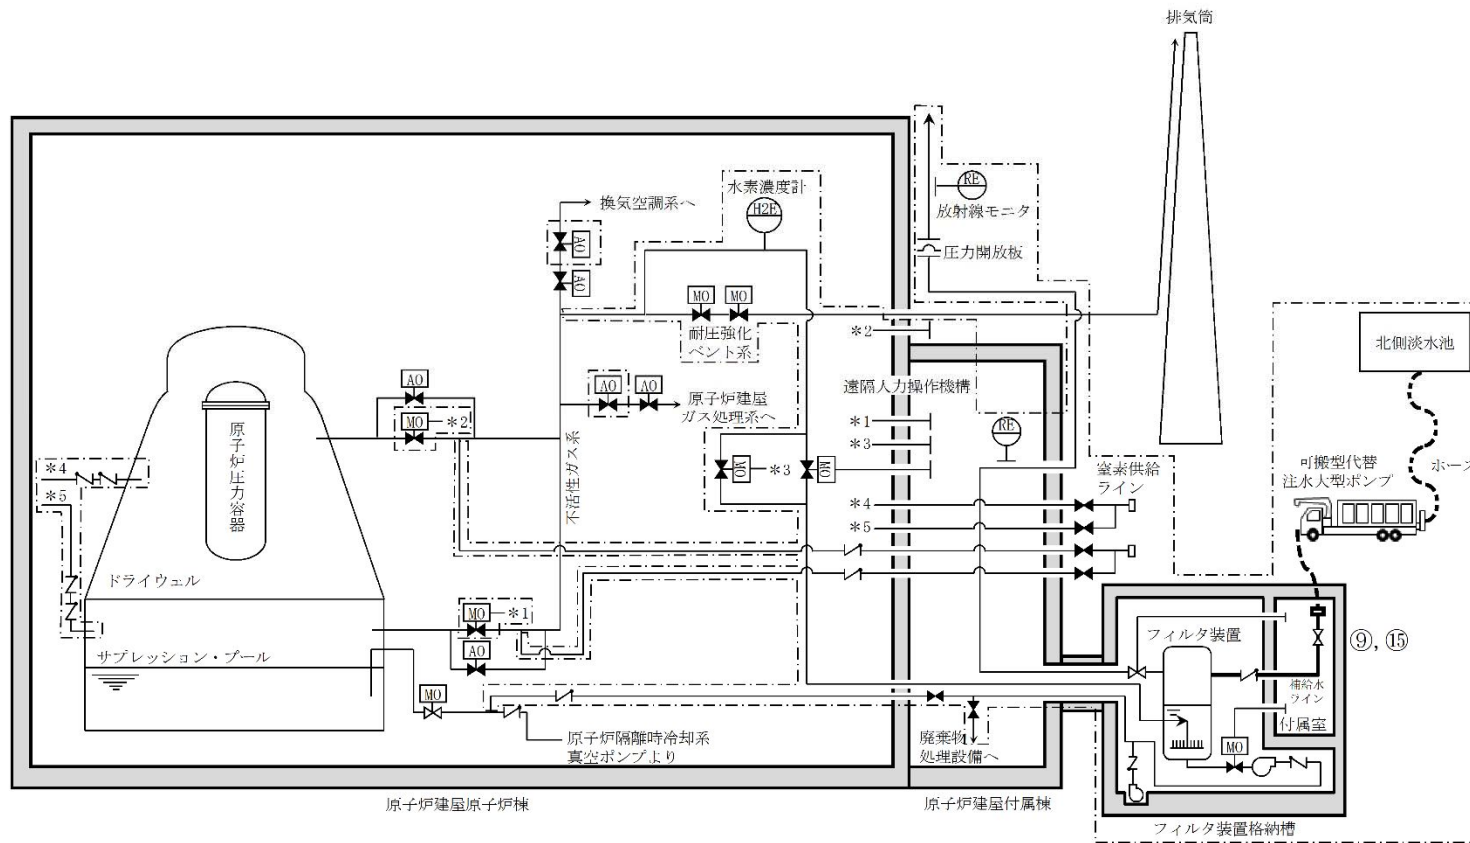 排気筒
水素濃度計
H2E
RE
放射線モニタ
換気空調系へ
AO
AO
圧力開放板
MO
MO
耐圧強化
ベント系
*2
北側淡水池
遠隔人力操作機構
AO
MO
*2
AO
AO
原子炉建屋
ガス処理系へ
*1
*3
RE
原子炉圧力容器
不活性ガス系
MO
*3
MO
窒素供給
ライン
可搬型代替
注水大型ポンプ
ホース
*4
*5
*4
*5
ドライウェル
MO
*1
AO
サプレッション・プール
MO
フィルタ装置
⑨, ⑮
補給水
ライン
付属室
MO
原子炉隔離時冷却系
真空ポンプより
廃棄物
処理設備へ
原子炉建屋原子炉棟
原子炉建屋付属棟
フィルタ装置格納槽